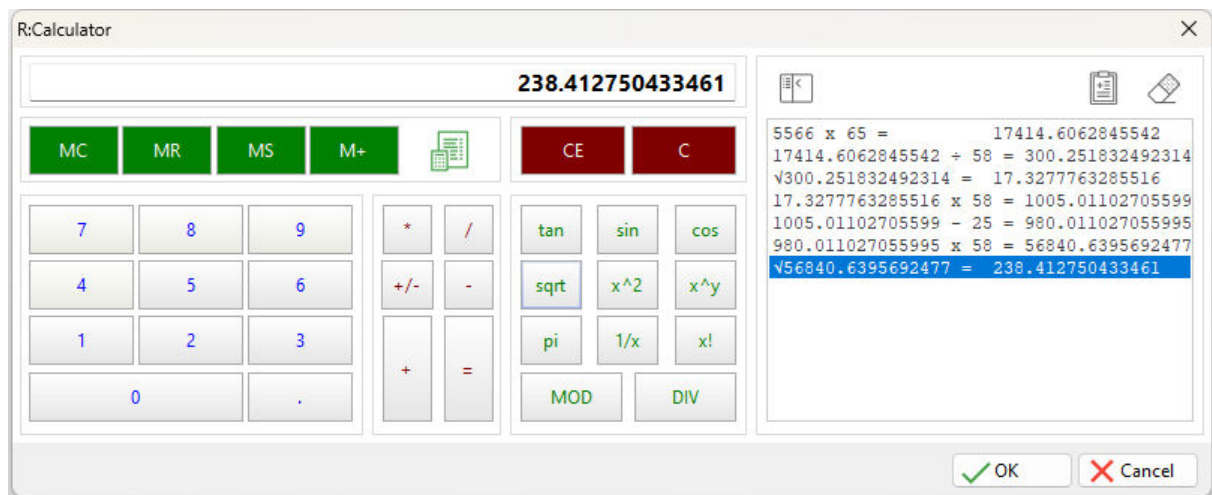 R:Calculator
238.412750433461
MC MR MS M+ CE C
7 8 9 * / tan sin cos
4 5 6 +/- - sqrt x^2 x^y
1 2 3 + = pi 1/x x!
0 . MOD DIV
5566 x 65 = 17414.6062845542
17414.6062845542 ÷ 58 = 300.251832492314
√300.251832492314 = 17.3277763285516
17.3277763285516 x 58 = 1005.01102705599
1005.01102705599 - 25 = 980.011027055995
980.011027055995 x 58 = 56840.6395692477
√56840.6395692477 = 238.412750433461
OK Cancel